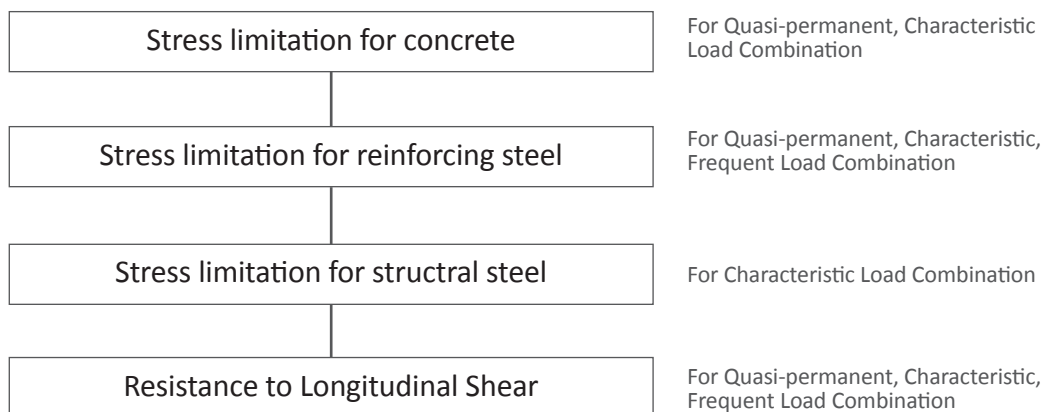 Stress limitation for concrete
For Quasi-permanent, Characteristic
Load Combination
Stress limitation for reinforcing steel
For Quasi-permanent, Characteristic,
Frequent Load Combination
Stress limitation for structral steel
For Characteristic Load Combination
Resistance to Longitudinal Shear
For Quasi-permanent, Characteristic,
Frequent Load Combination